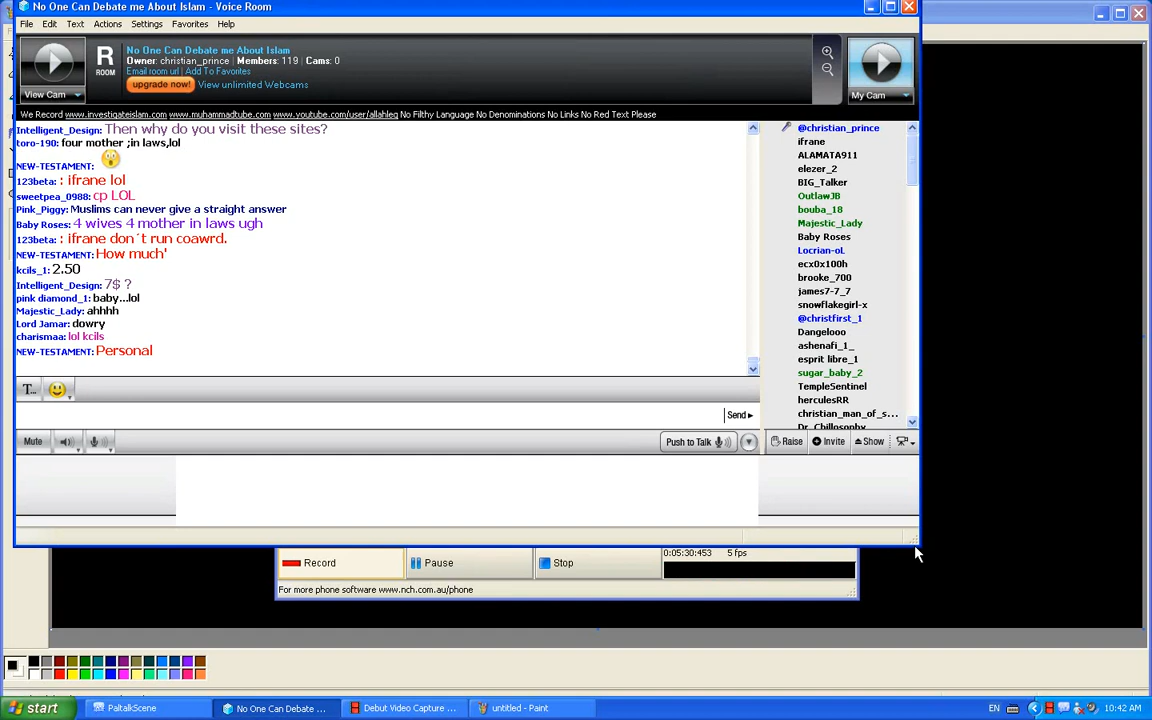 No One Can Debate me About Islam - Voice Room
File Edit Text Actions Settings Favorites Help
R
ROOM
No One Can Debate me About Islam
Owner: christian_prince | Members: 119 | Cams: 0
Email room url | Add To Favorites
upgrade now! View unlimited Webcams
View Cam
My Cam
We Record www.investigateislam.com www.muhammadtube.com www.youtube.com/user/allahleq No Filthy Language No Denominations No Links No Red Text Please
Intelligent_Design: Then why do you visit these sites?
toro-190: four mother ;in laws,lol
NEW-TESTAMENT:
123beta: : ifrane lol
sweetpea_0988: cp LOL
Pink_Piggy: Muslims can never give a straight answer
Baby Roses: 4 wives 4 mother in laws ugh
123beta: : ifrane don´t run coawrd.
NEW-TESTAMENT: How much'
kcils_1: 2.50
Intelligent_Design: 7$ ?
pink diamond_1: baby...lol
Majestic_Lady: ahhhh
Lord Jamar: dowry
charismaa: lol kcils
NEW-TESTAMENT: Personal
@christian_prince
ifrane
ALAMATA911
elezer_2
BIG_Talker
OutlawJB
bouba_18
Majestic_Lady
Baby Roses
Locrian-oL
ecx0x100h
brooke_700
james7-7_7
snowflakegirl-x
@christfirst_1
Dangelooo
ashenafi_1_
esprit libre_1
sugar_baby_2
TempleSentinel
herculesRR
christian_man_of_s...
Dr_Chillosophy
T...
Send
Mute
Push to Talk
Raise Invite Show
Record Pause Stop
0:05:30:453 5 fps
For more phone software www.nch.com.au/phone
start PaltalkScene No One Can Debate ... Debut Video Capture ... untitled - Paint EN 10:42 AM